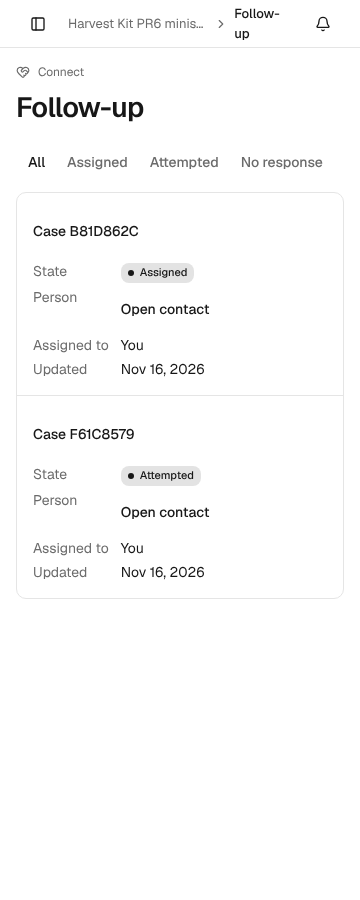 Harvest Kit PR6 minis...
Follow-
up
Connect
Follow-up
All Assigned Attempted No response
Case B81D862C
State Assigned
Person Open contact
Assigned to You
Updated Nov 16, 2026
Case F61C8579
State Attempted
Person Open contact
Assigned to You
Updated Nov 16, 2026